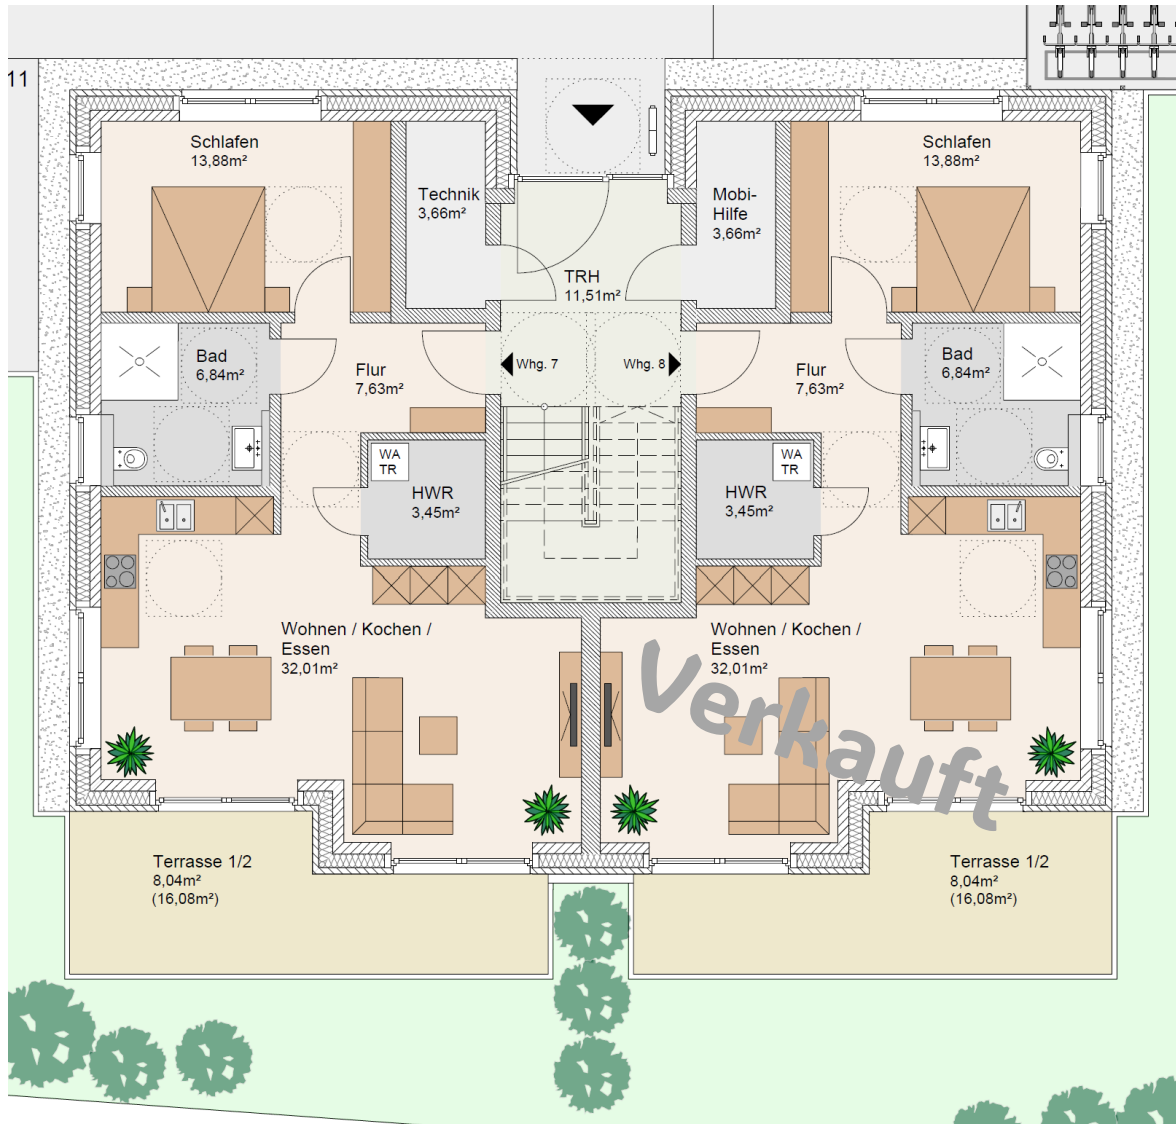 11
Schlafen
13,88m²
Technik
3,66m²
Mobi-
Hilfe
3,66m²
Schlafen
13,88m²
TRH
11,51m²
Bad
6,84m²
Flur
7,63m²
Whg. 7
Whg. 8
Flur
7,63m²
Bad
6,84m²
WA
TR
HWR
3,45m²
WA
TR
HWR
3,45m²
Wohnen / Kochen /
Essen
32,01m²
Wohnen / Kochen /
Essen
32,01m²
Verkauft
Terrasse 1/2
8,04m²
(16,08m²)
Terrasse 1/2
8,04m²
(16,08m²)